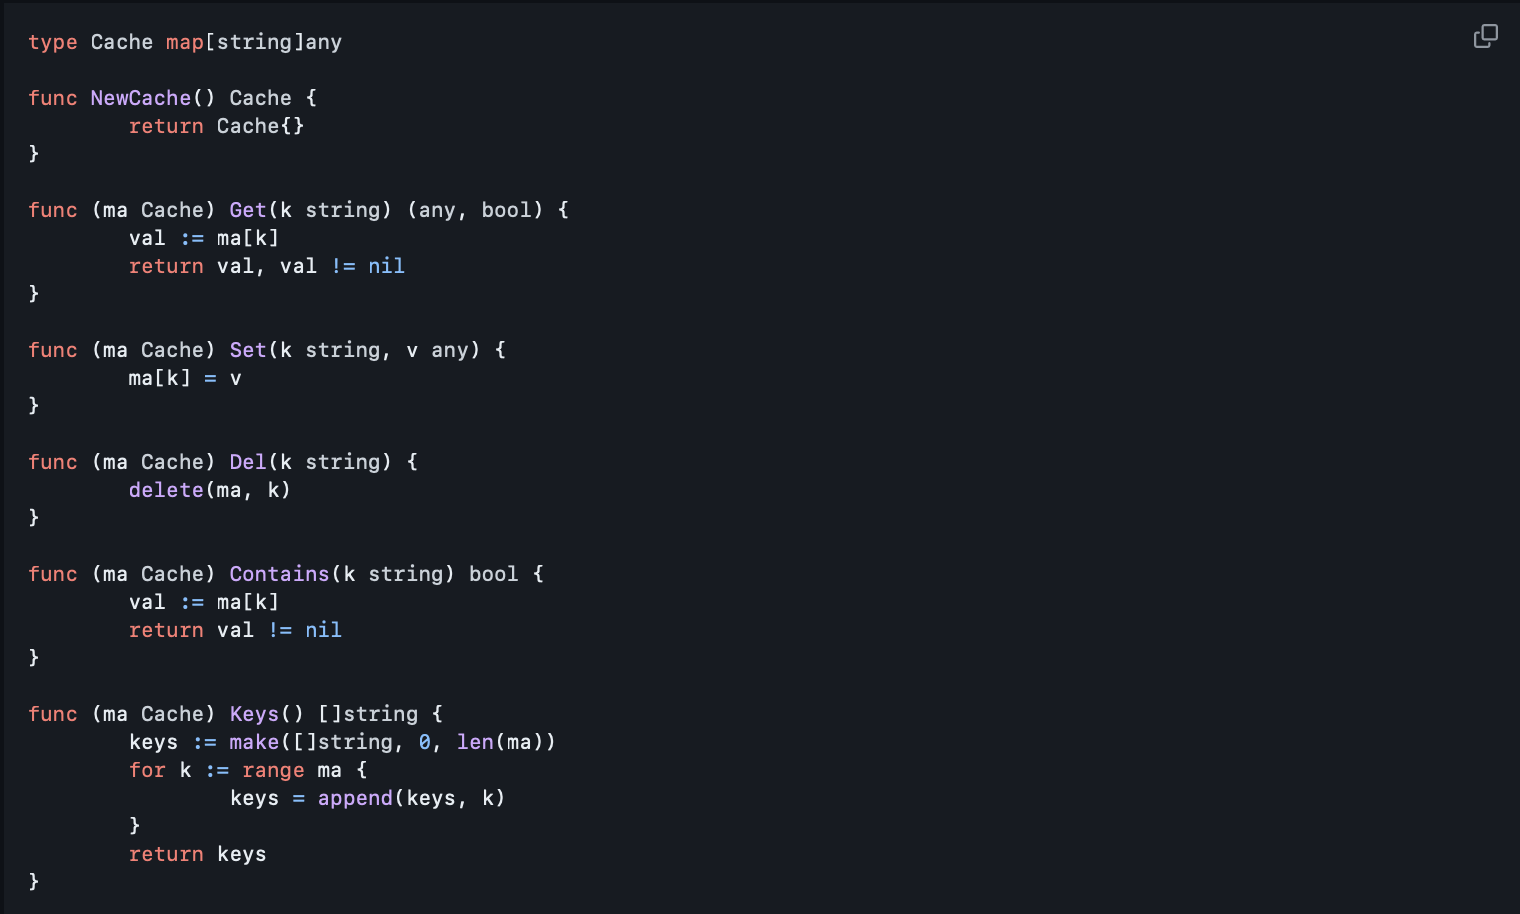 type Cache map[string]any

func NewCache() Cache {
        return Cache{}
}

func (ma Cache) Get(k string) (any, bool) {
        val := ma[k]
        return val, val != nil
}

func (ma Cache) Set(k string, v any) {
        ma[k] = v
}

func (ma Cache) Del(k string) {
        delete(ma, k)
}

func (ma Cache) Contains(k string) bool {
        val := ma[k]
        return val != nil
}

func (ma Cache) Keys() []string {
        keys := make([]string, 0, len(ma))
        for k := range ma {
                keys = append(keys, k)
        }
        return keys
}